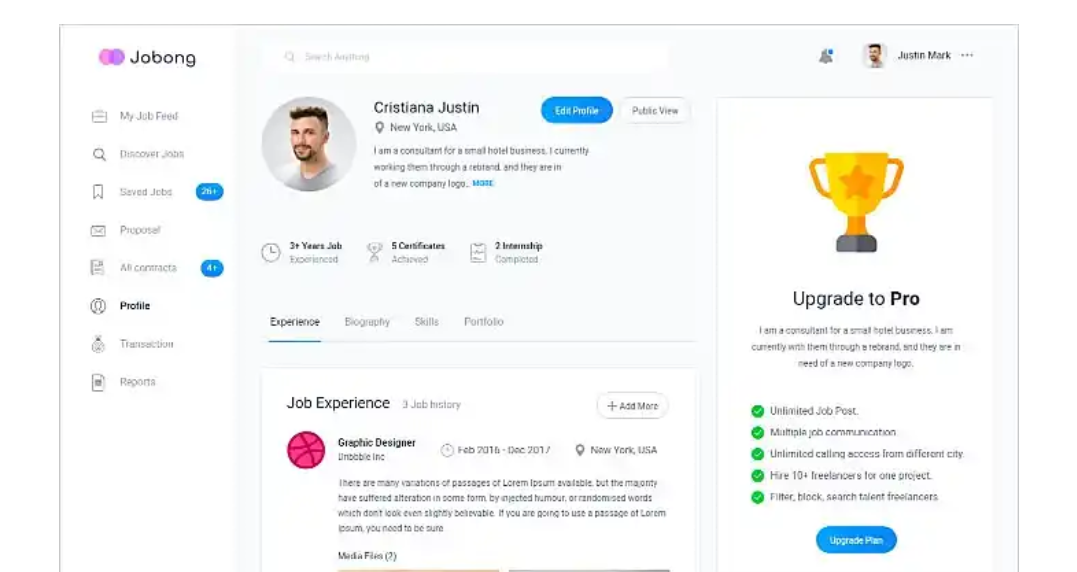 Jobong
Search Anything
Justin Mark
My Job Feed
Discover Jobs
Saved Jobs 26+
Proposal
All contracts 4+
Profile
Transaction
Reports
Cristiana Justin
New York, USA
Edit Profile
Public View
I am a consultant for a small hotel business. I currently
working them through a rebrand, and they are in
of a new company logo.. MORE
3+ Years Job
Experienced
5 Certificates
Achieved
2 Internship
Completed
Experience Biography Skills Portfolio
Job Experience 3 Job history
+ Add More
Graphic Designer
Dribbble Inc
Feb 2016 - Dec 2017
New York, USA
There are many variations of passages of Lorem Ipsum available, but the majority
have suffered alteration in some form, by injected humour, or randomised words
which don't look even slightly believable. If you are going to use a passage of Lorem
Ipsum, you need to be sure
Media Files (2)
Upgrade to Pro
I am a consultant for a small hotel business. I am
currently with them through a rebrand, and they are in
need of a new company logo.
Unlimited Job Post.
Multiple job communication
Unlimited calling access from different city.
Hire 10+ freelancers for one project.
Filter, block, search talent freelancers
Upgrade Plan